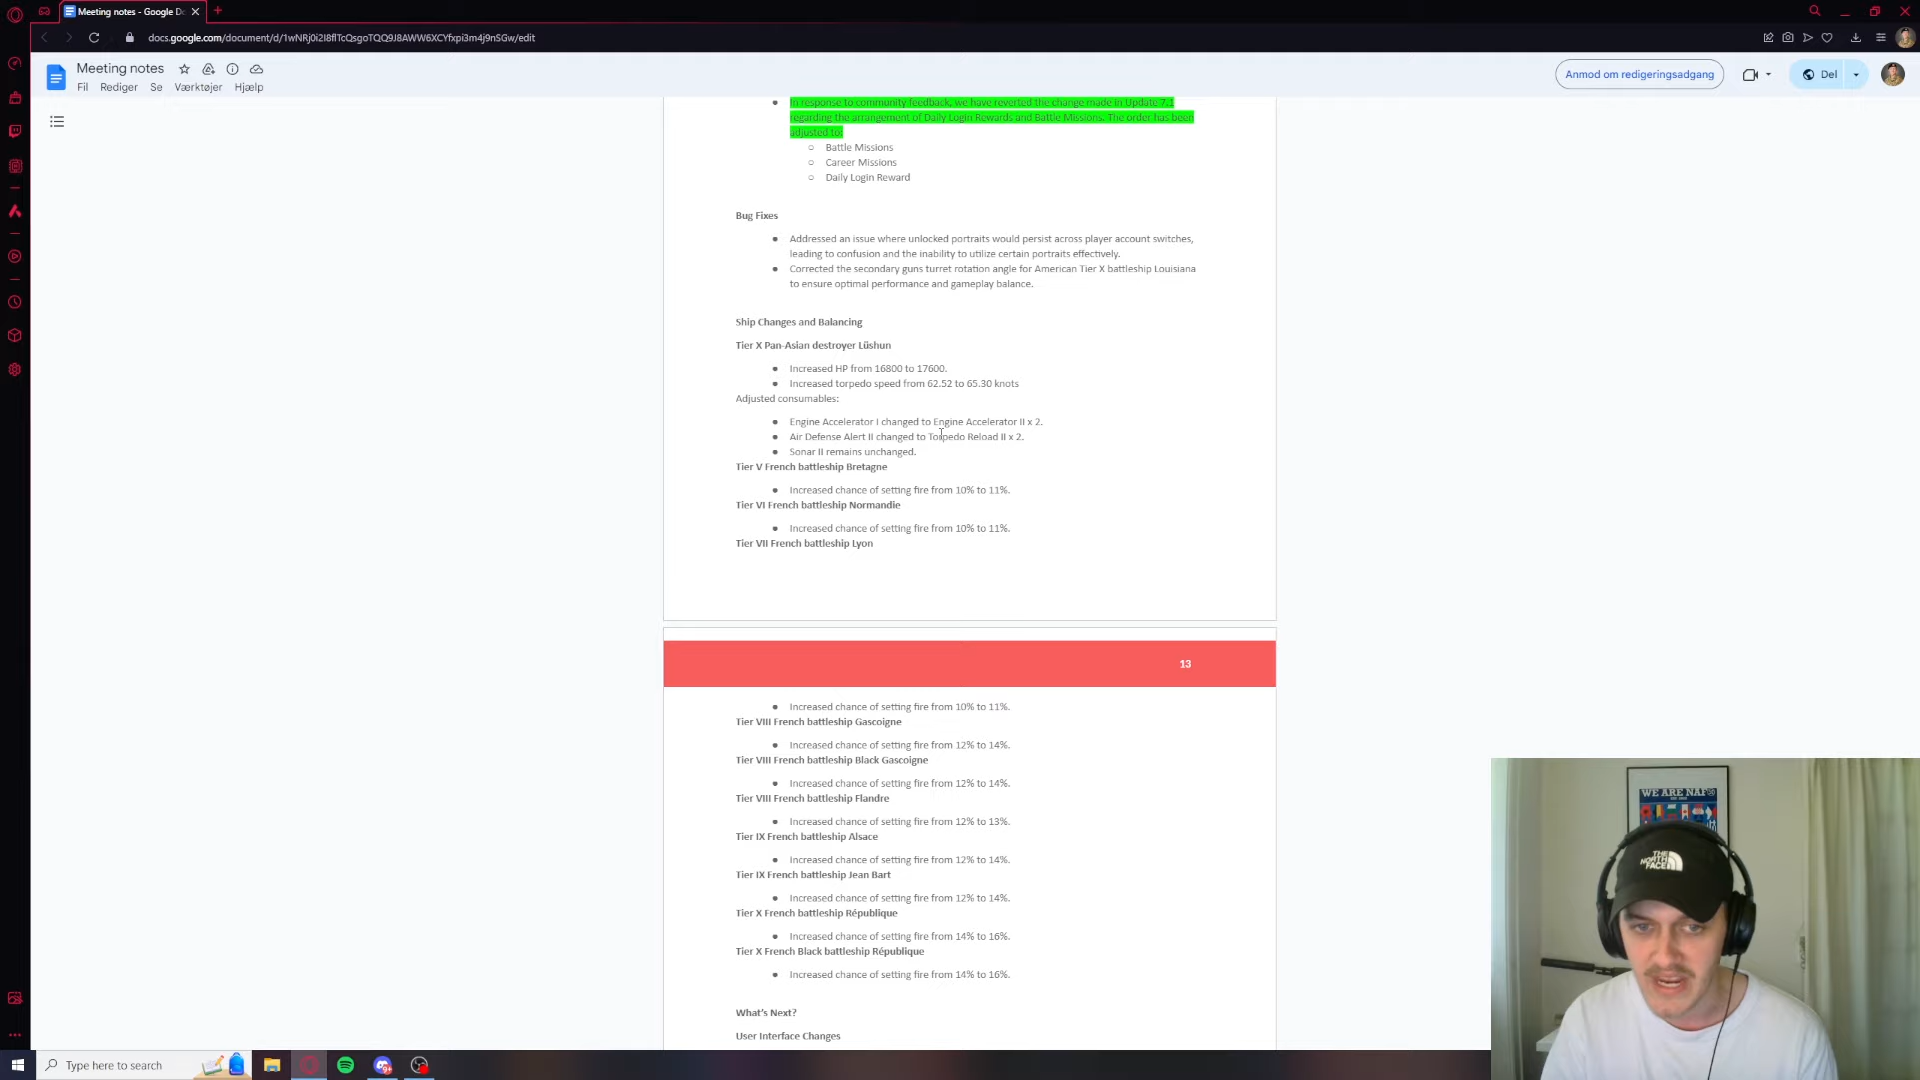 Meeting notes - Google Do
docs.google.com/document/d/1wNRj0i2I8flTcQsgoTQQ9J8AWW6XCYfxpi3m4j9nSGw/edit
Meeting notes
Fil Rediger Se Værktøjer Hjælp
Anmod om redigeringsadgang
Del
In response to community feedback, we have reverted the change made in Update 7.1
regarding the arrangement of Daily Login Rewards and Battle Missions. The order has been
adjusted to:
Battle Missions
Career Missions
Daily Login Reward
Bug Fixes
Addressed an issue where unlocked portraits would persist across player account switches,
leading to confusion and the inability to utilize certain portraits effectively.
Corrected the secondary guns turret rotation angle for American Tier X battleship Louisiana
to ensure optimal performance and gameplay balance.
Ship Changes and Balancing
Tier X Pan-Asian destroyer Lüshun
Increased HP from 16800 to 17600.
Increased torpedo speed from 62.52 to 65.30 knots
Adjusted consumables:
Engine Accelerator I changed to Engine Accelerator II x 2.
Air Defense Alert II changed to Torpedo Reload II x 2.
Sonar II remains unchanged.
Tier V French battleship Bretagne
Increased chance of setting fire from 10% to 11%.
Tier VI French battleship Normandie
Increased chance of setting fire from 10% to 11%.
Tier VII French battleship Lyon
13
Increased chance of setting fire from 10% to 11%.
Tier VIII French battleship Gascoigne
Increased chance of setting fire from 12% to 14%.
Tier VIII French battleship Black Gascoigne
Increased chance of setting fire from 12% to 14%.
Tier VIII French battleship Flandre
Increased chance of setting fire from 12% to 13%.
Tier IX French battleship Alsace
Increased chance of setting fire from 12% to 14%.
Tier IX French battleship Jean Bart
Increased chance of setting fire from 12% to 14%.
Tier X French battleship République
Increased chance of setting fire from 14% to 16%.
Tier X French Black battleship République
Increased chance of setting fire from 14% to 16%.
What's Next?
User Interface Changes
WE ARE NAF
THE
NORTH
FACE
Type here to search
9+